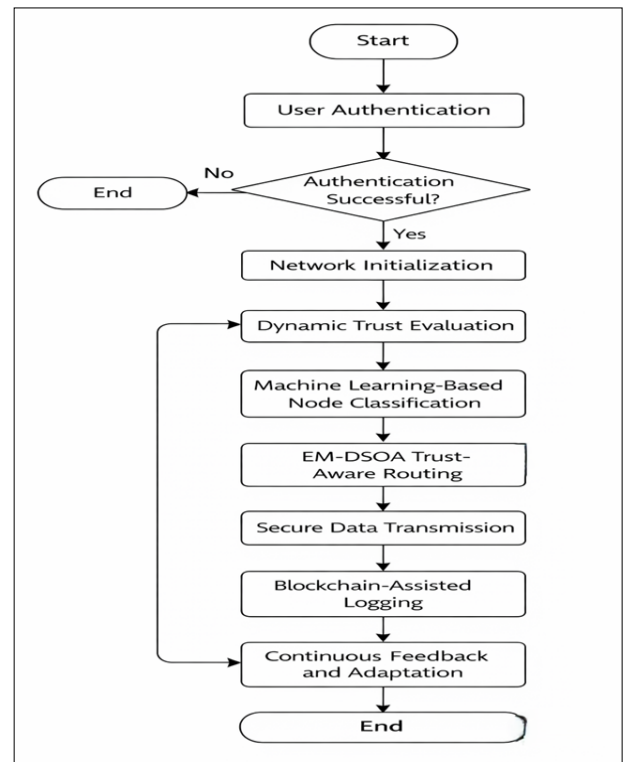 Start
User Authentication
No
End
Authentication
Successful?
Yes
Network Initialization
Dynamic Trust Evaluation
Machine Learning-Based
Node Classification
EM-DSOA Trust-
Aware Routing
Secure Data Transmission
Blockchain-Assisted
Logging
Continuous Feedback
and Adaptation
End